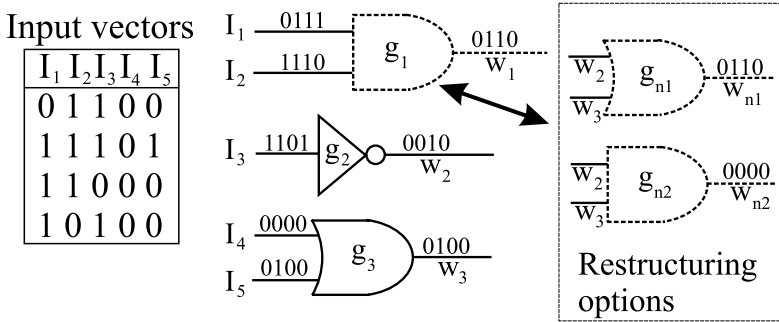 Input vectors
I1 I2 I3 I4 I5
0 1 1 0 0
1 1 1 0 1
1 1 0 0 0
1 0 1 0 0
I1 0111
I2 1110
g1
0110
w1
I3 1101
g2
0010
w2
I4 0000
I5 0100
g3
0100
w3
w2
w3
gn1
0110
wn1
w2
w3
gn2
0000
wn2
Restructuring
options